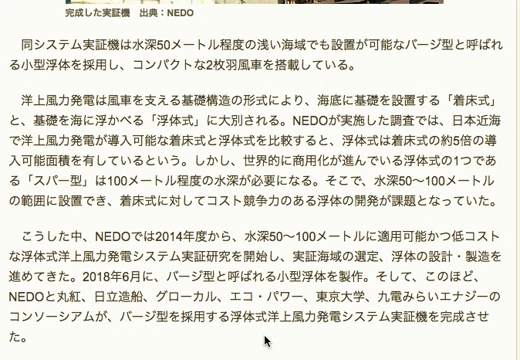 完成した実証機　出典：NEDO
同システム実証機は水深50メートル程度の浅い海域でも設置が可能なバージ型と呼ばれ
る小型浮体を採用し、コンパクトな2枚羽風車を搭載している。
洋上風力発電は風車を支える基礎構造の形式により、海底に基礎を設置する「着床式」
と、基礎を海に浮かべる「浮体式」に大別される。NEDOが実施した調査では、日本近海
で洋上風力発電が導入可能な着床式と浮体式を比較すると、浮体式は着床式の約5倍の導
入可能面積を有しているという。しかし、世界的に商用化が進んでいる浮体式の1つであ
る「スパー型」は100メートル程度の水深が必要になる。そこで、水深50～100メートル
の範囲に設置でき、着床式に対してコスト競争力のある浮体の開発が課題となっていた。
こうした中、NEDOでは2014年度から、水深50～100メートルに適用可能かつ低コスト
な浮体式洋上風力発電システム実証研究を開始し、実証海域の選定、浮体の設計・製造を
進めてきた。2018年6月に、バージ型と呼ばれる小型浮体を製作。そして、このほど、
NEDOと丸紅、日立造船、グローカル、エコ・パワー、東京大学、九電みらいエナジーの
コンソーシアムが、バージ型を採用する浮体式洋上風力発電システム実証機を完成させ
た。